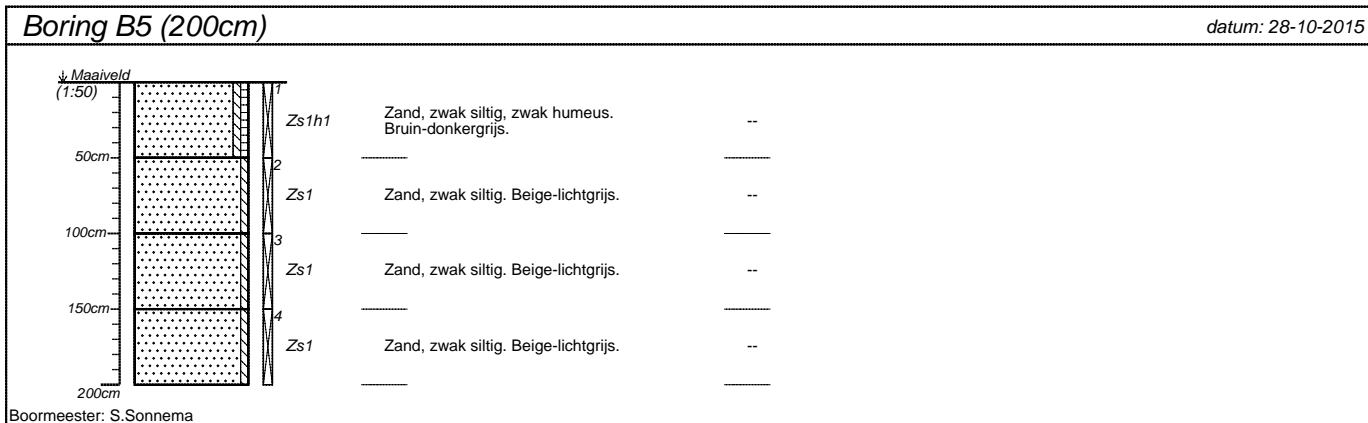 Boring B5 (200cm)
datum: 28-10-2015
Maaiveld
(1:50)
1
Zs1h1
Zand, zwak siltig, zwak humeus.
Bruin-donkergrijs.
--
50cm
2
Zs1
Zand, zwak siltig. Beige-lichtgrijs.
--
100cm
3
Zs1
Zand, zwak siltig. Beige-lichtgrijs.
--
150cm
4
Zs1
Zand, zwak siltig. Beige-lichtgrijs.
--
200cm
Boormeester: S.Sonnema